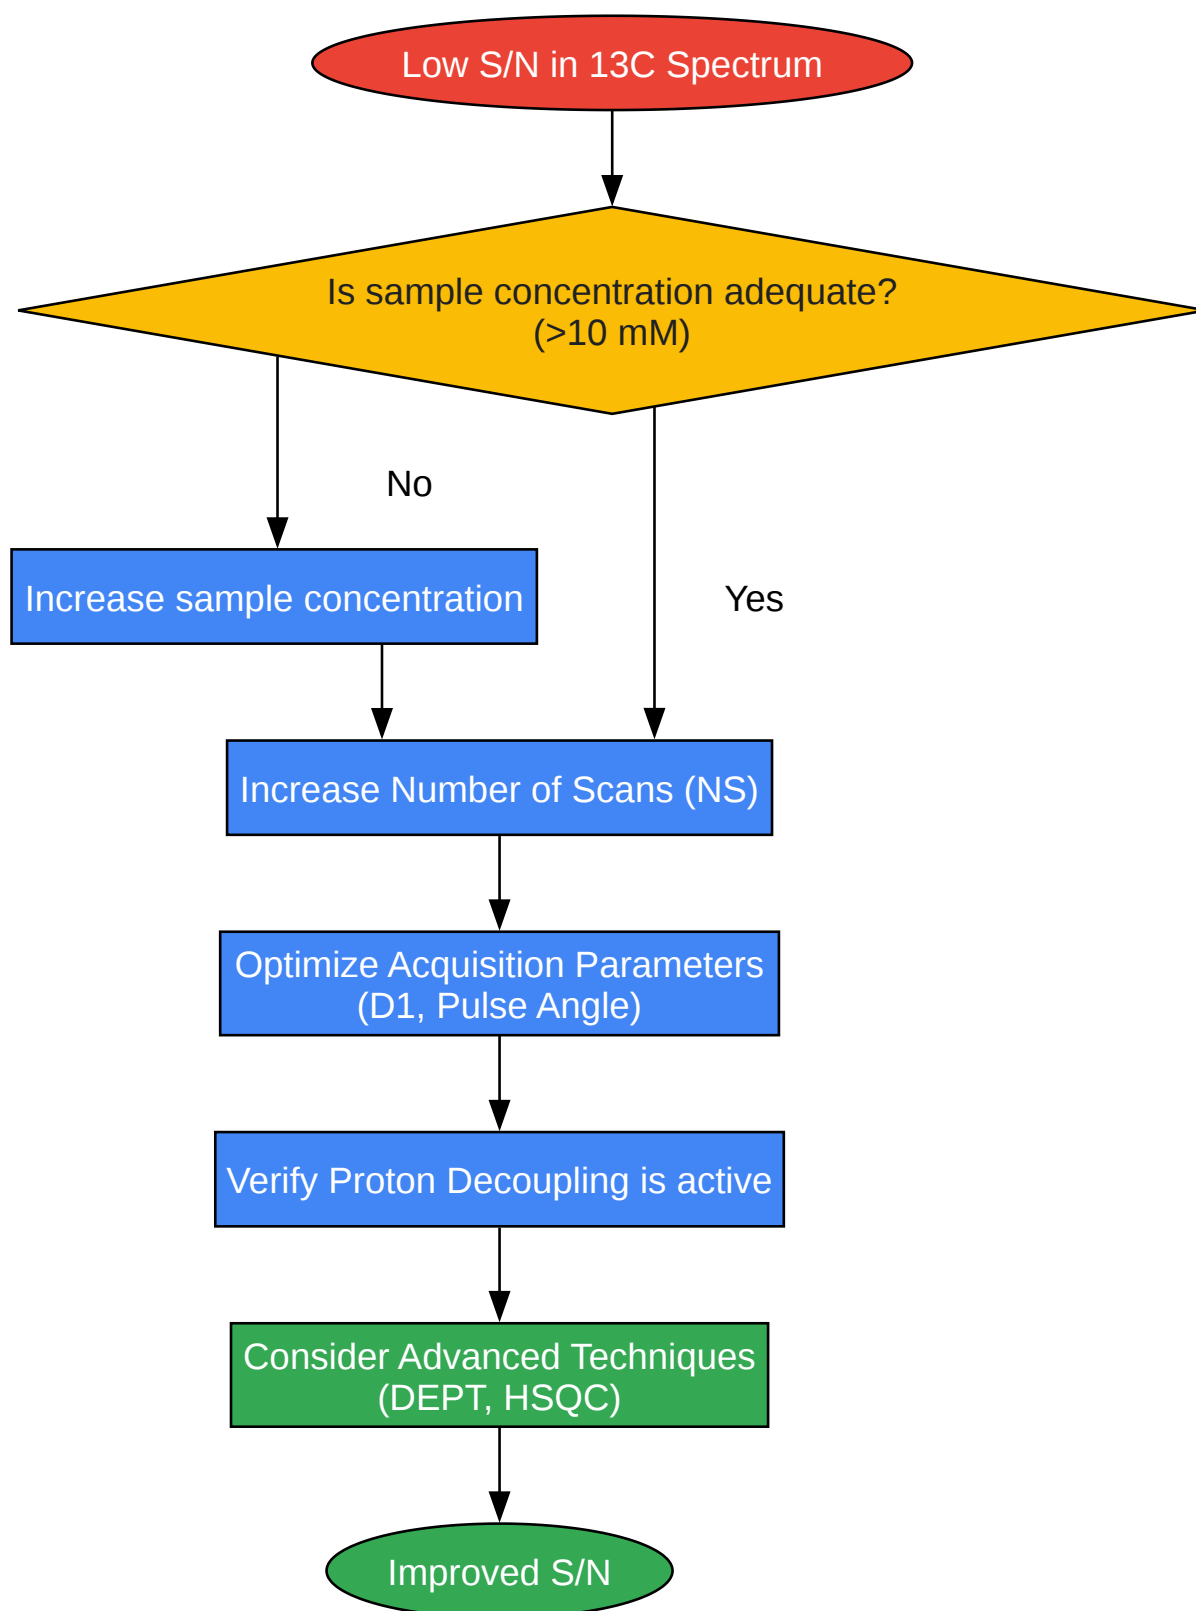 Low S/N in 13C Spectrum
Is sample concentration adequate?
(>10 mM)
No
Increase sample concentration
Yes
Increase Number of Scans (NS)
Optimize Acquisition Parameters
(D1, Pulse Angle)
Verify Proton Decoupling is active
Consider Advanced Techniques
(DEPT, HSQC)
Improved S/N